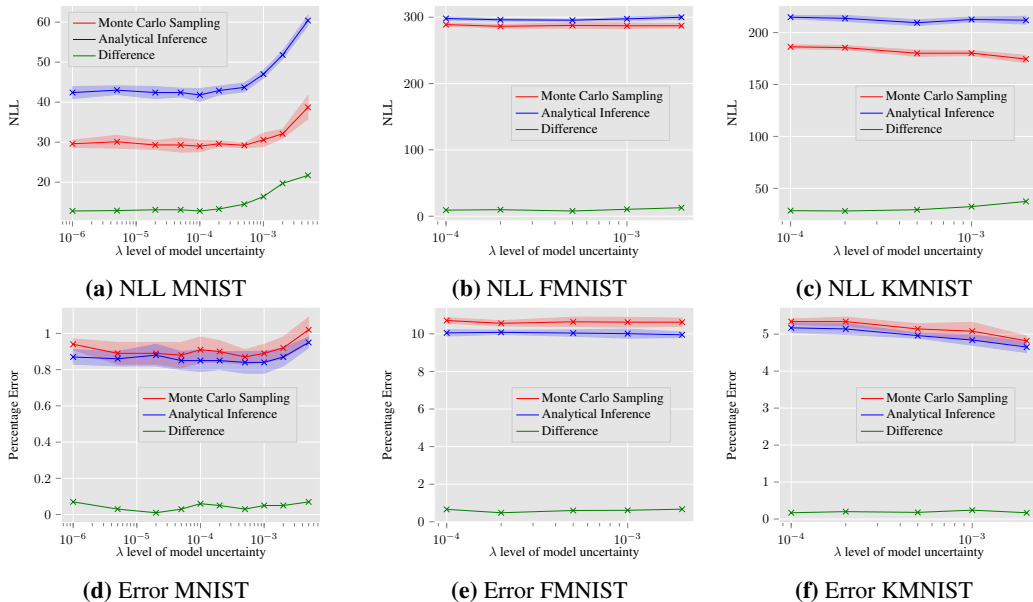 60
50
40
30
20
NLL
Monte Carlo Sampling
Analytical Inference
Difference
10⁻⁶ 10⁻⁵ 10⁻⁴ 10⁻³
λ level of model uncertainty
(a) NLL MNIST
300
200
100
0
NLL
Monte Carlo Sampling
Analytical Inference
Difference
10⁻⁴ 10⁻³
λ level of model uncertainty
(b) NLL FMNIST
200
150
100
50
NLL
Monte Carlo Sampling
Analytical Inference
Difference
10⁻⁴ 10⁻³
λ level of model uncertainty
(c) NLL KMNIST
1
0.8
0.6
0.4
0.2
0
Percentage Error
Monte Carlo Sampling
Analytical Inference
Difference
10⁻⁶ 10⁻⁵ 10⁻⁴ 10⁻³
λ level of model uncertainty
(d) Error MNIST
10
8
6
4
2
0
Percentage Error
Monte Carlo Sampling
Analytical Inference
Difference
10⁻⁴ 10⁻³
λ level of model uncertainty
(e) Error FMNIST
5
4
3
2
1
0
Percentage Error
Monte Carlo Sampling
Analytical Inference
Difference
10⁻⁴ 10⁻³
λ level of model uncertainty
(f) Error KMNIST